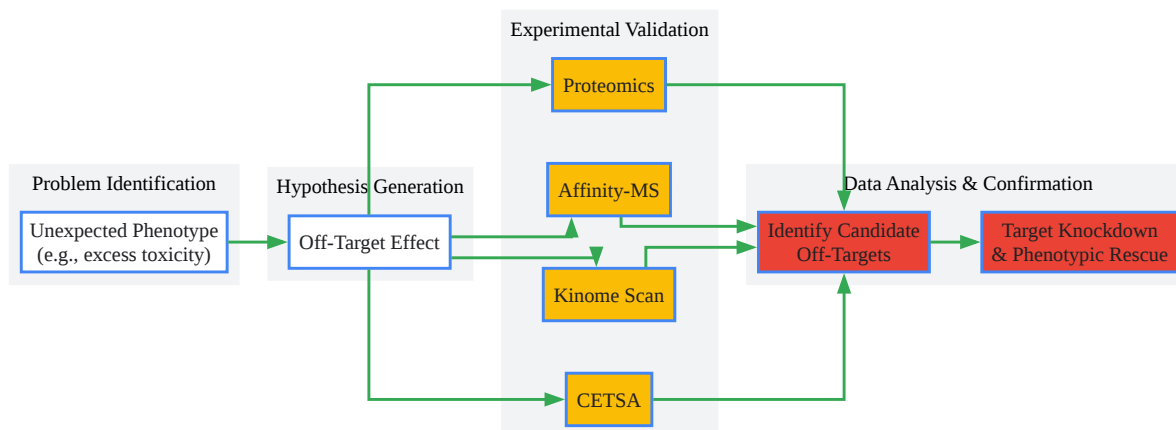 Problem Identification
Unexpected Phenotype
(e.g., excess toxicity)
Hypothesis Generation
Off-Target Effect
Experimental Validation
Proteomics
Affinity-MS
Kinome Scan
CETSA
Data Analysis & Confirmation
Identify Candidate
Off-Targets
Target Knockdown
& Phenotypic Rescue